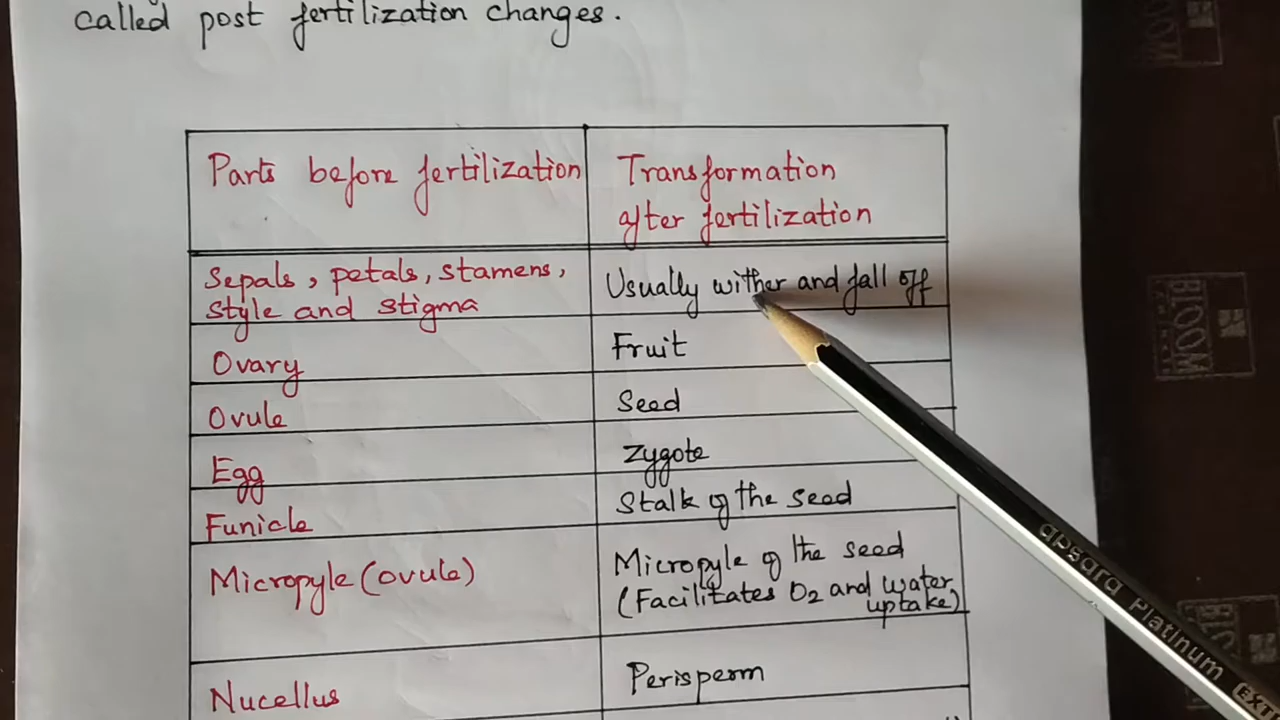 called post fertilization changes.
Parts before fertilization
Transformation
after fertilization
Sepals, petals, stamens,
style and stigma
Usually wither and fall off
Ovary
Fruit
Ovule
Seed
Egg
Zygote
Funicle
Stalk of the seed
Micropyle (ovule)
Micropyle of the seed
(Facilitates O2 and water
uptake)
Nucellus
Perisperm
apsara Platinum EXT
BLOOM